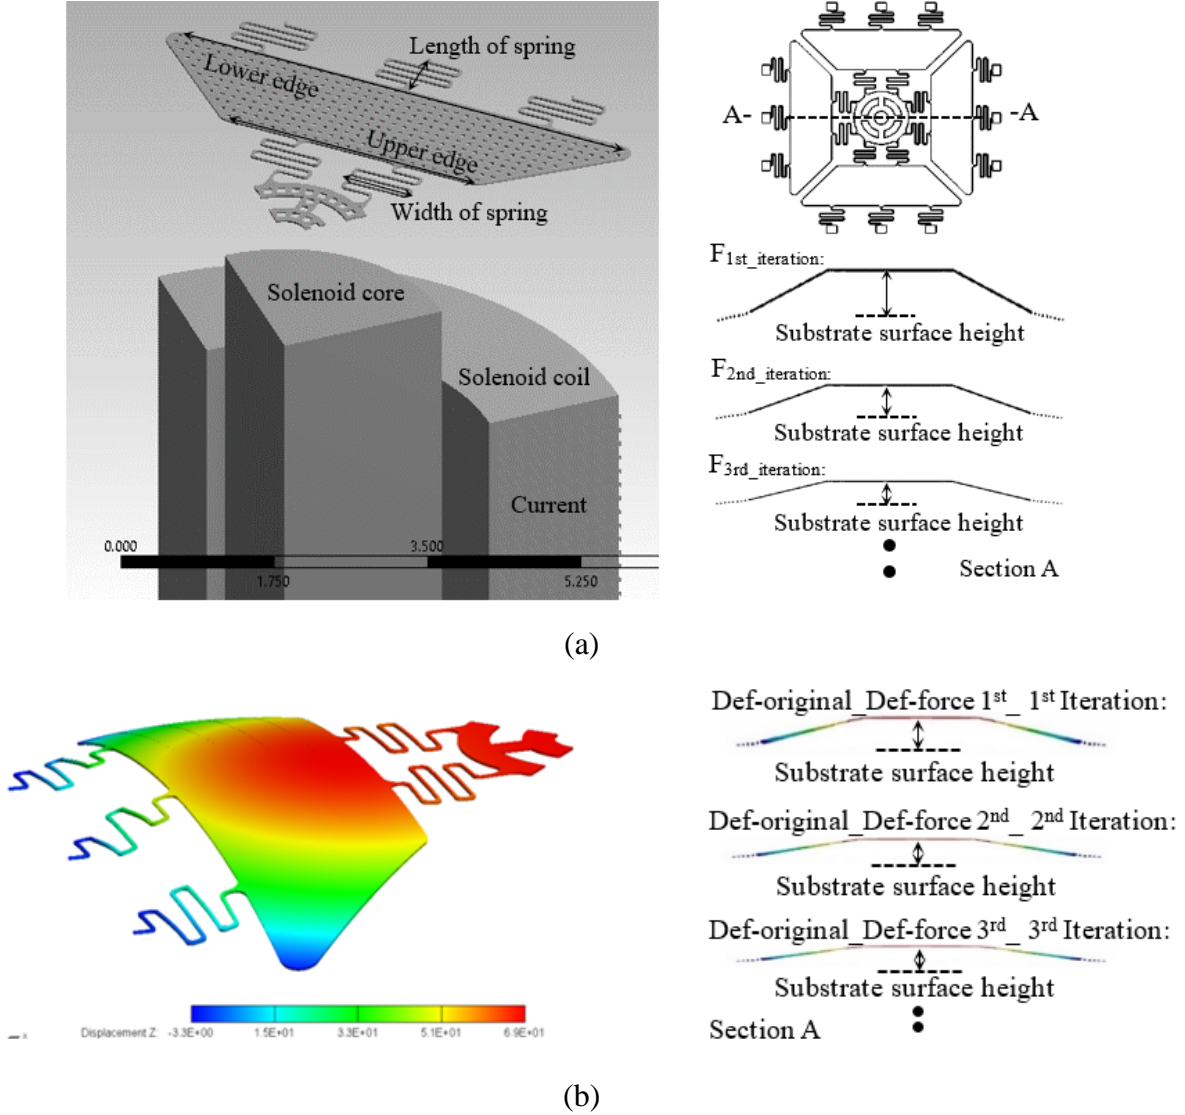 Length of spring
Lower edge
Upper edge
Width of spring
Solenoid core
Solenoid coil
Current
0.000
3.500
1.750
5.250
A-
-A
F1st_iteration:
Substrate surface height
F2nd_iteration:
Substrate surface height
F3rd_iteration:
Substrate surface height
Section A
(a)
Displacement Z: -3.3E+00 1.5E+01 3.3E+01 5.1E+01 6.9E+01
x
Def-original_Def-force 1st_ 1st Iteration:
Substrate surface height
Def-original_Def-force 2nd_ 2nd Iteration:
Substrate surface height
Def-original_Def-force 3rd_ 3rd Iteration:
Substrate surface height
Section A
(b)